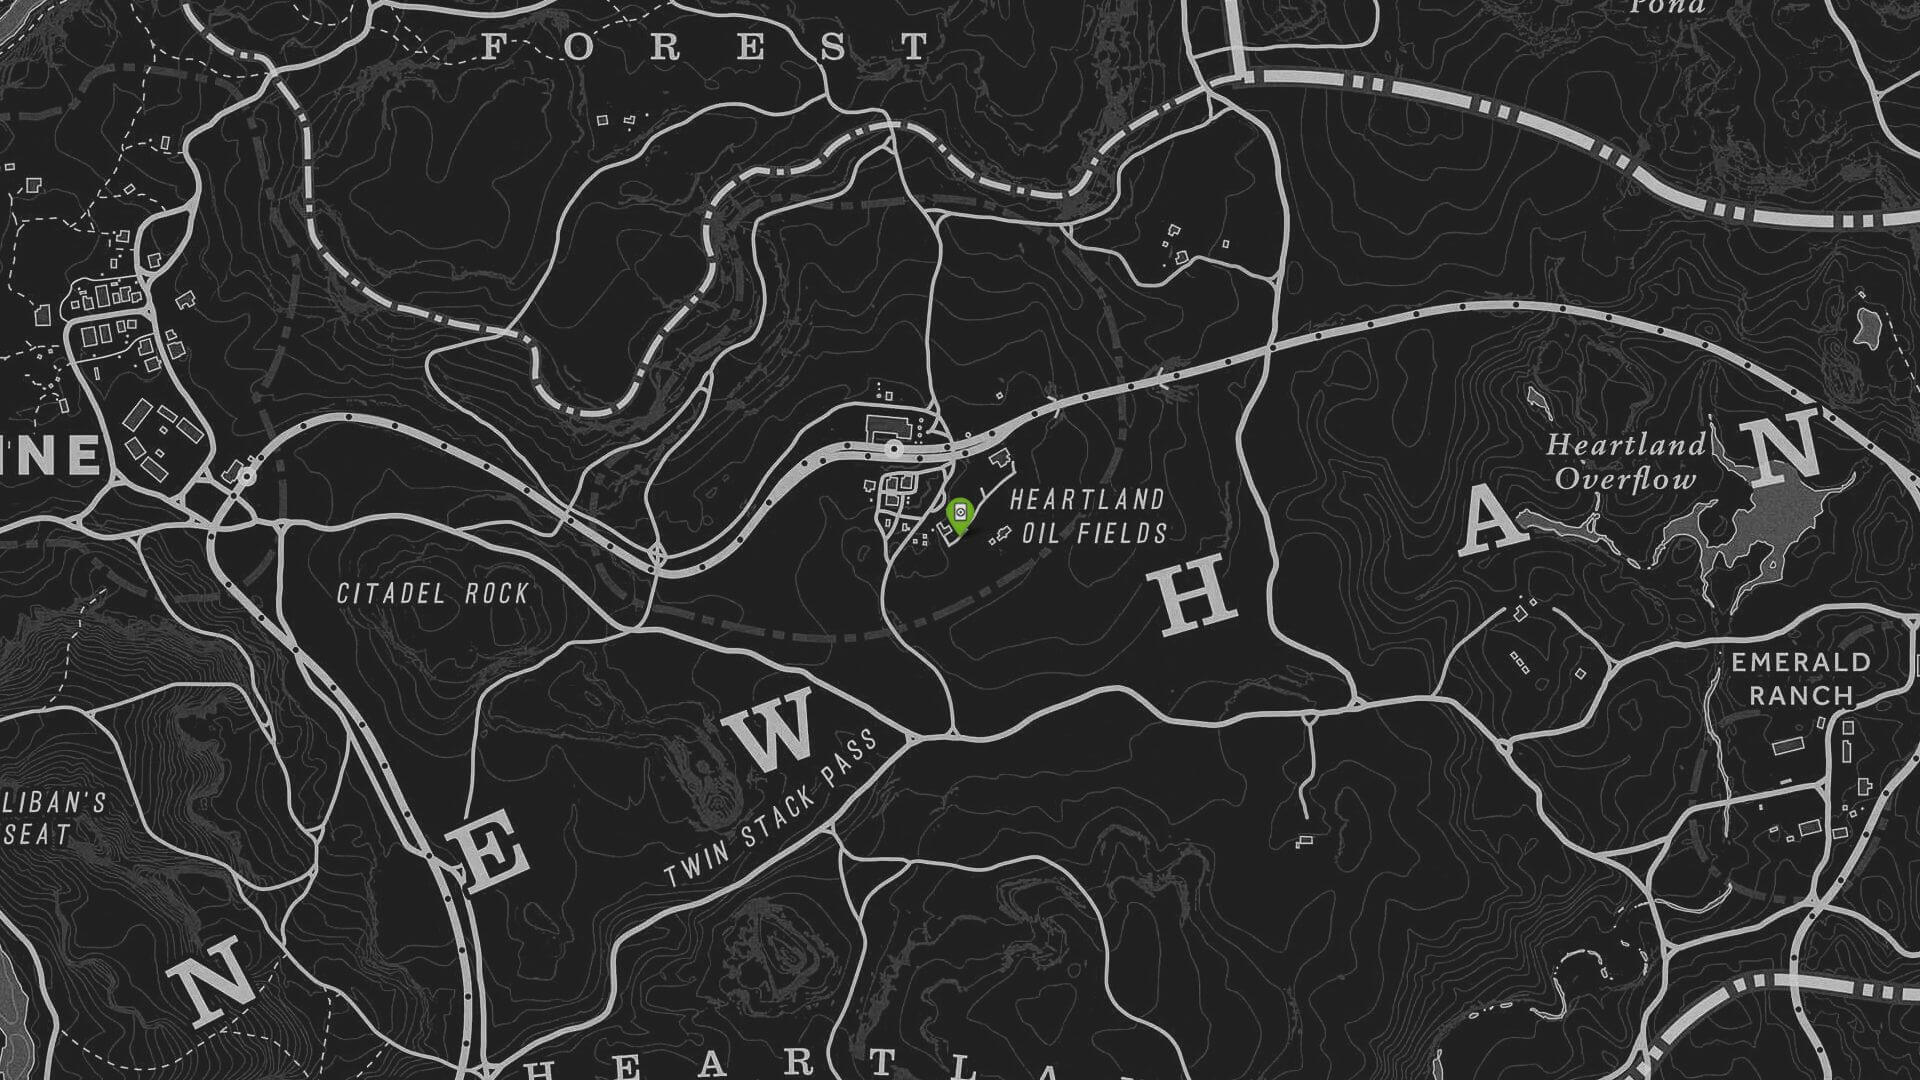 Pond
FOREST
INE
HEARTLAND
OIL FIELDS
Heartland
Overflow
N
A
H
CITADEL ROCK
EMERALD
RANCH
W
TWIN STACK PASS
LIBAN'S
SEAT
E
N
HEARTLA